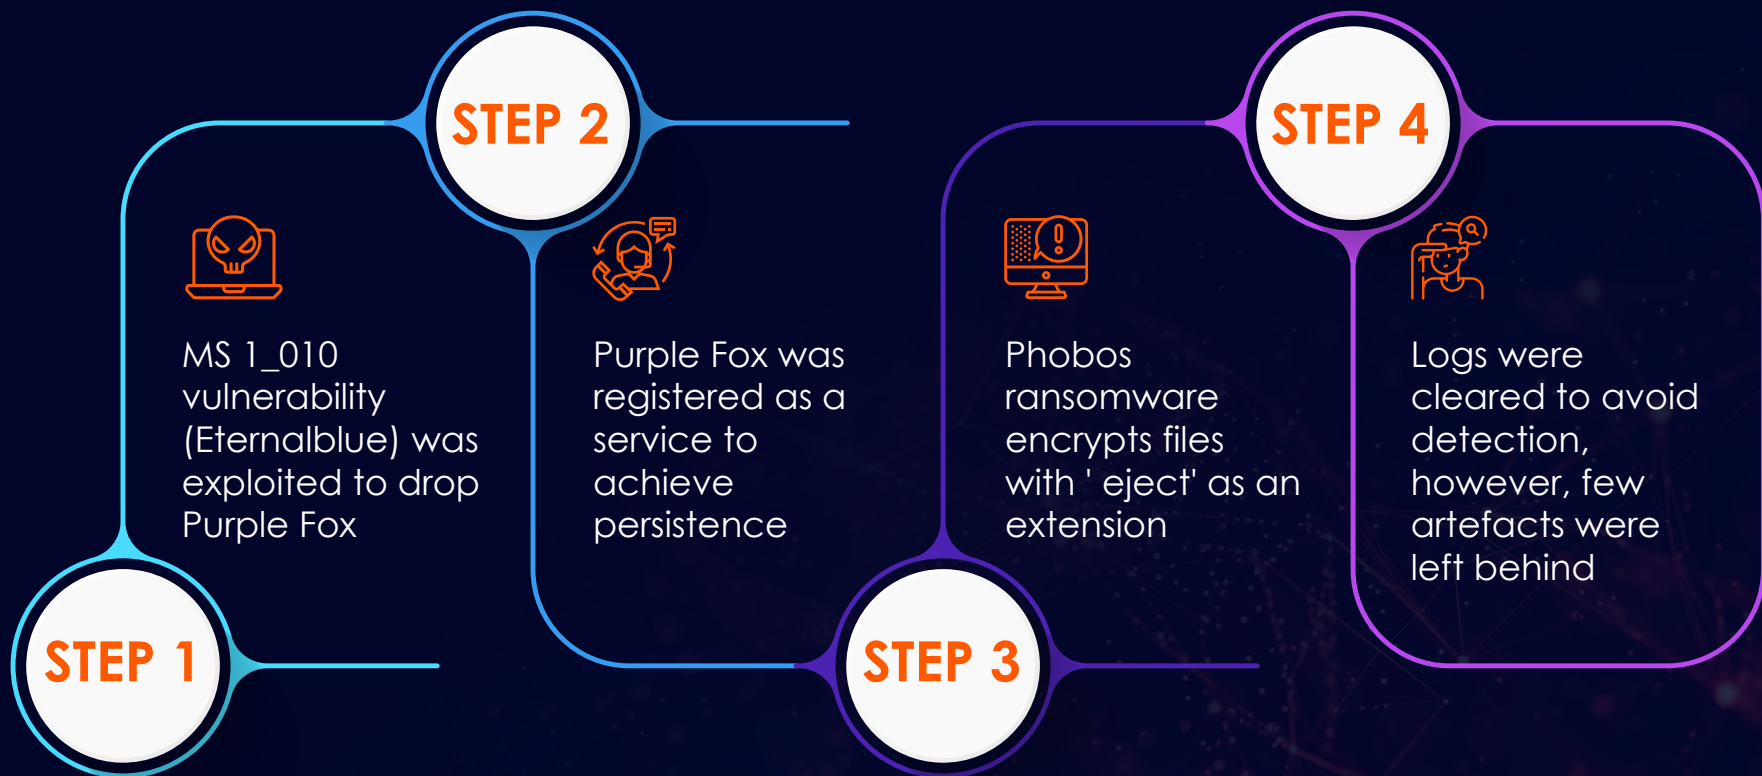 STEP 1
MS 1_010
vulnerability
(Eternalblue) was
exploited to drop
Purple Fox
STEP 2
Purple Fox was
registered as a
service to
achieve
persistence
STEP 3
Phobos
ransomware
encrypts files
with ' eject' as an
extension
STEP 4
Logs were
cleared to avoid
detection,
however, few
artefacts were
left behind